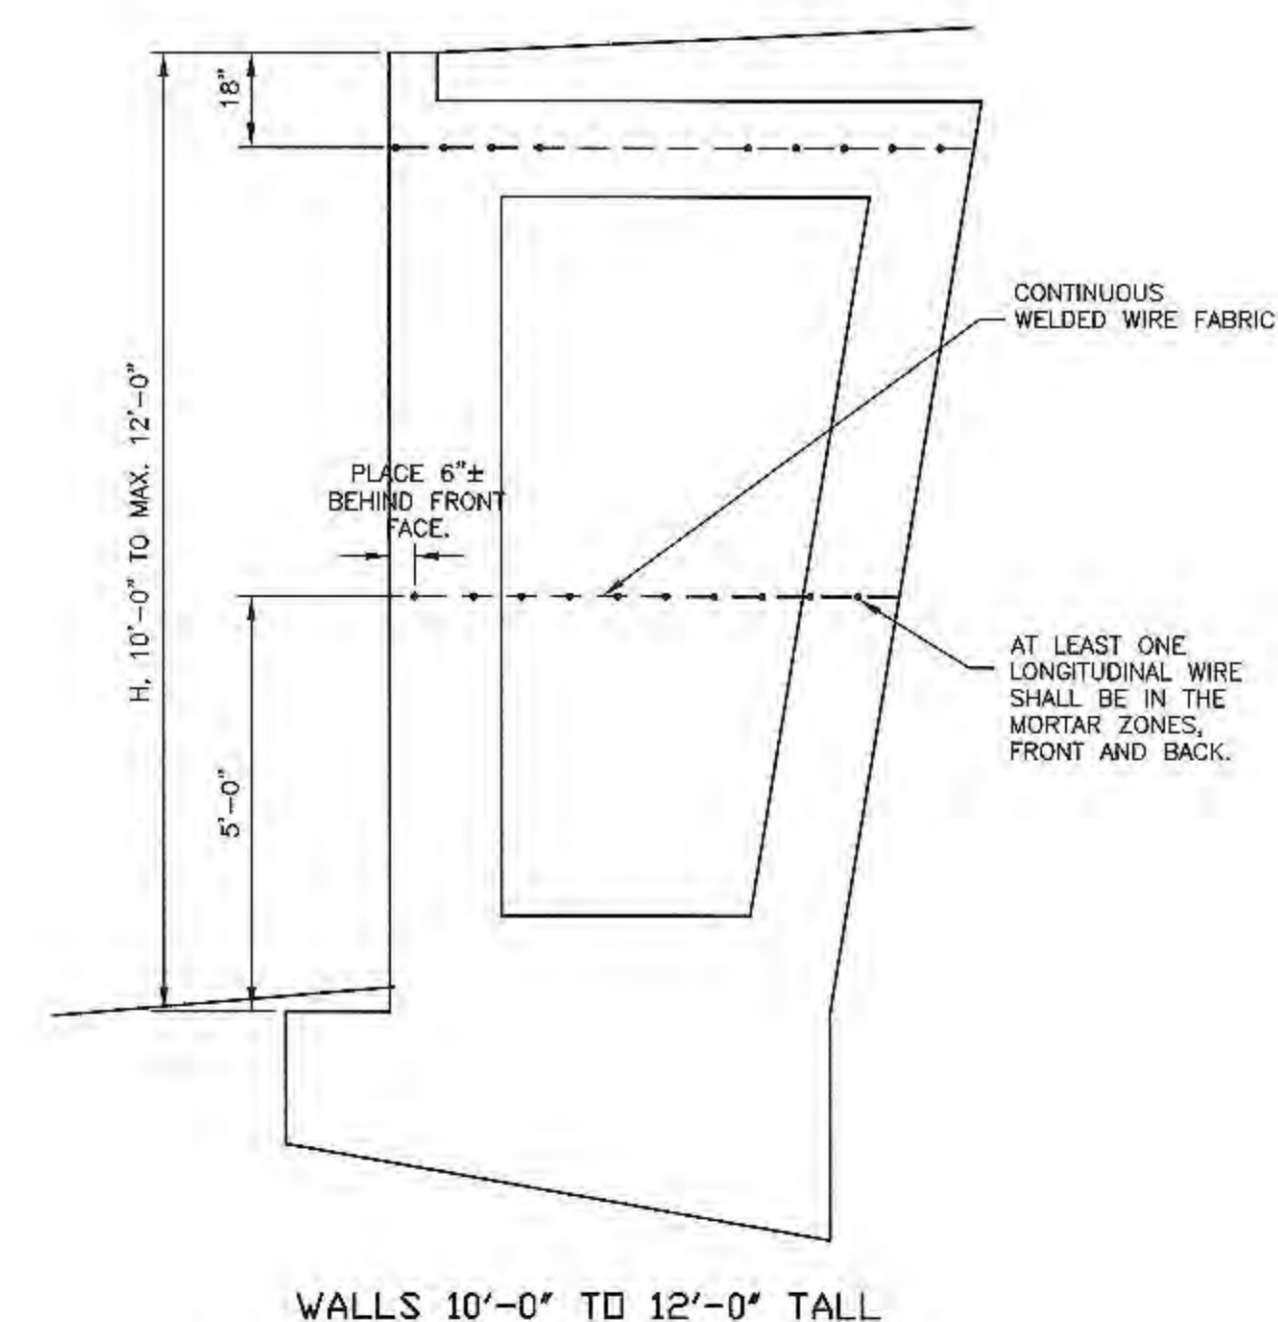 18"
CONTINUOUS
WELDED WIRE FABRIC
H. 10'-0" TO MAX. 12'-0"
PLACE 6"±
BEHIND FRONT
FACE.
AT LEAST ONE
LONGITUDINAL WIRE
SHALL BE IN THE
MORTAR ZONES,
FRONT AND BACK.
5'-0"
WALLS 10'-0" TO 12'-0" TALL